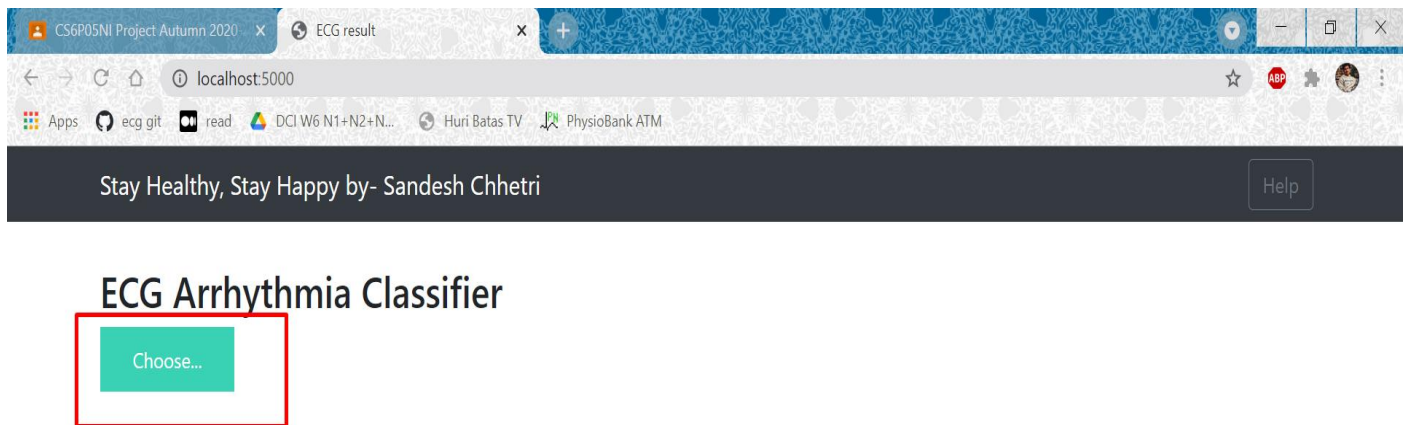 CS6P05NI Project Autumn 2020
ECG result
localhost:5000
ABP
Apps
ecg git
read
DCI W6 N1+N2+N...
Huri Batas TV
PhysioBank ATM
Stay Healthy, Stay Happy by- Sandesh Chhetri
Help
ECG Arrhythmia Classifier
Choose...